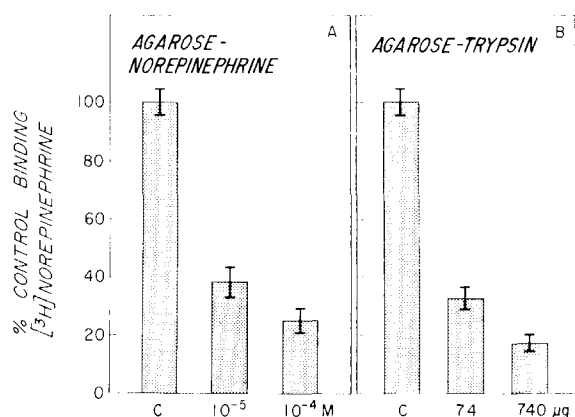 A
AGAROSE-
NOREPINEPHRINE
B
AGAROSE-TRYPSIN
% CONTROL BINDING
[³H] NOREPINEPHRINE
100
80
60
40
20
0
C 10⁻⁵ 10⁻⁴ M
C 74 740 µg